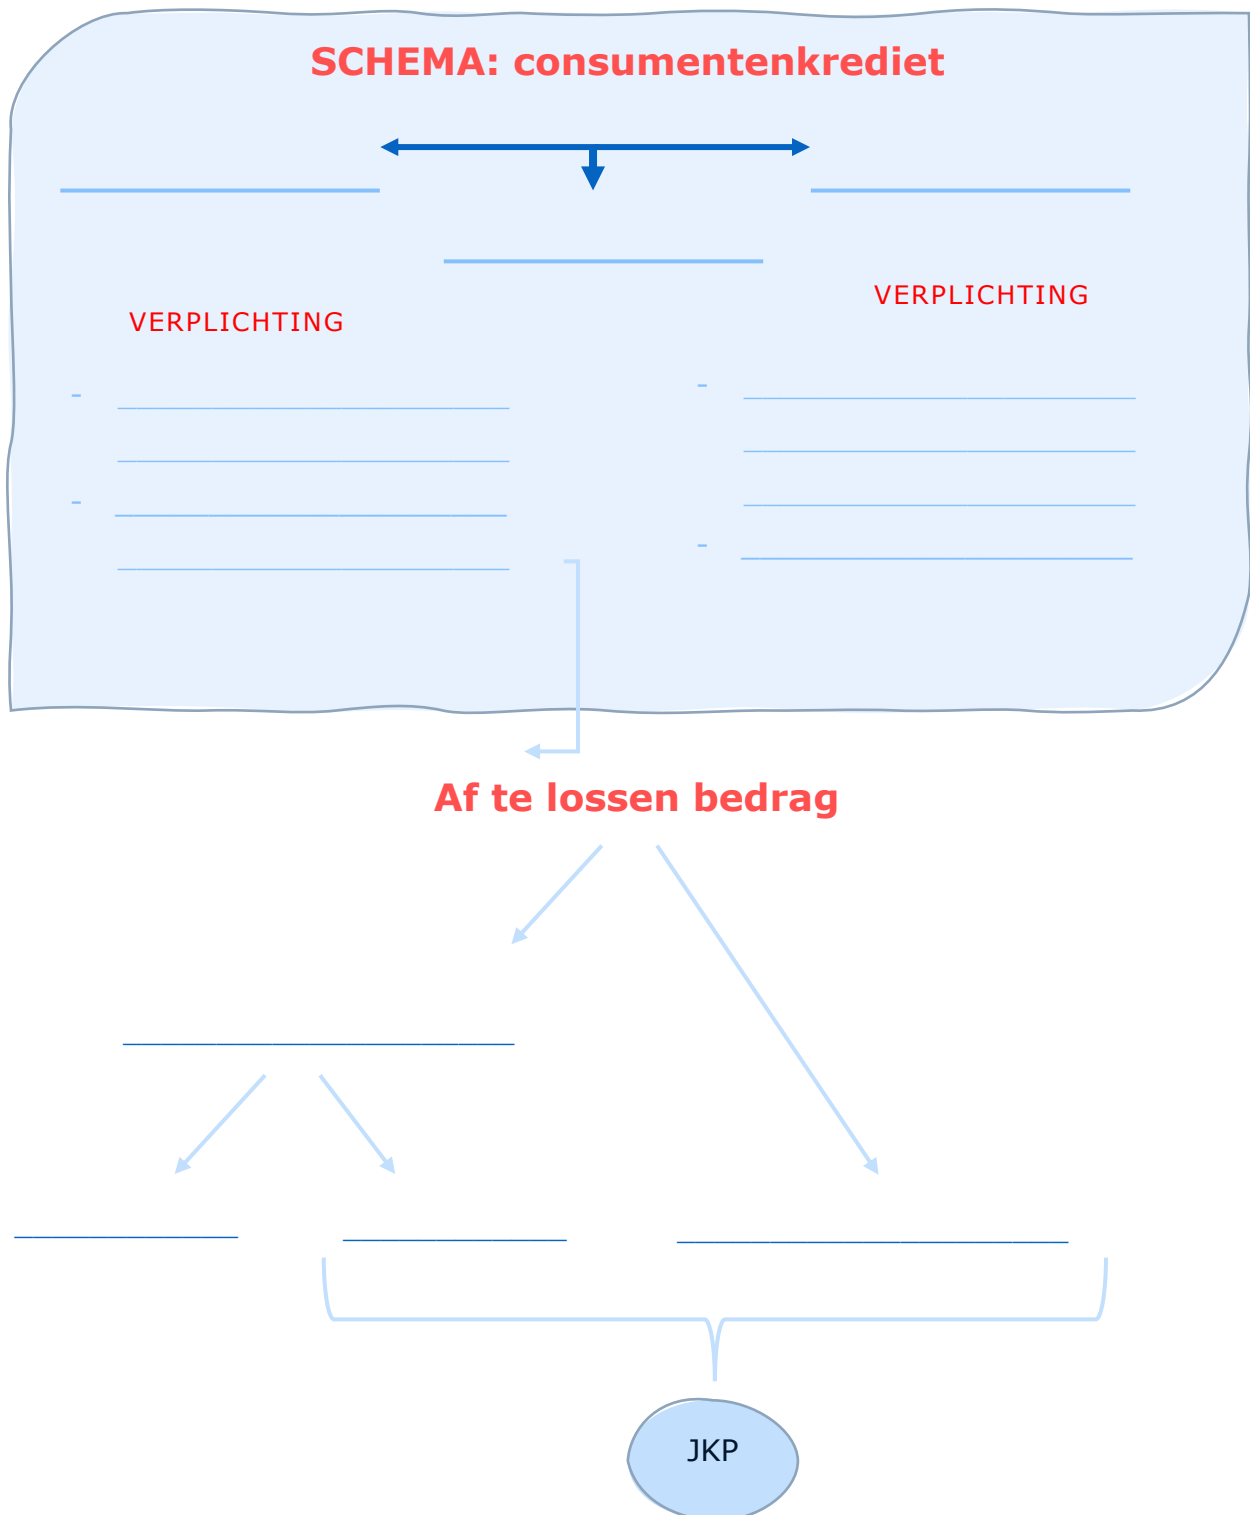 SCHEMA: consumentenkrediet
VERPLICHTING
VERPLICHTING
-
-
-
-
Af te lossen bedrag
JKP